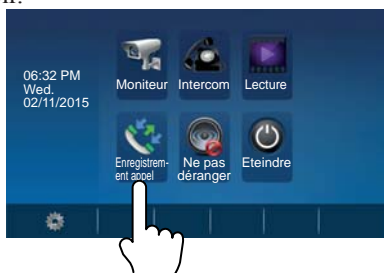 06:32 PM
Wed.
02/11/2015
Moniteur
Intercom
Lecture
Enregistrem-
ent appel
Ne pas
déranger
Eteindre